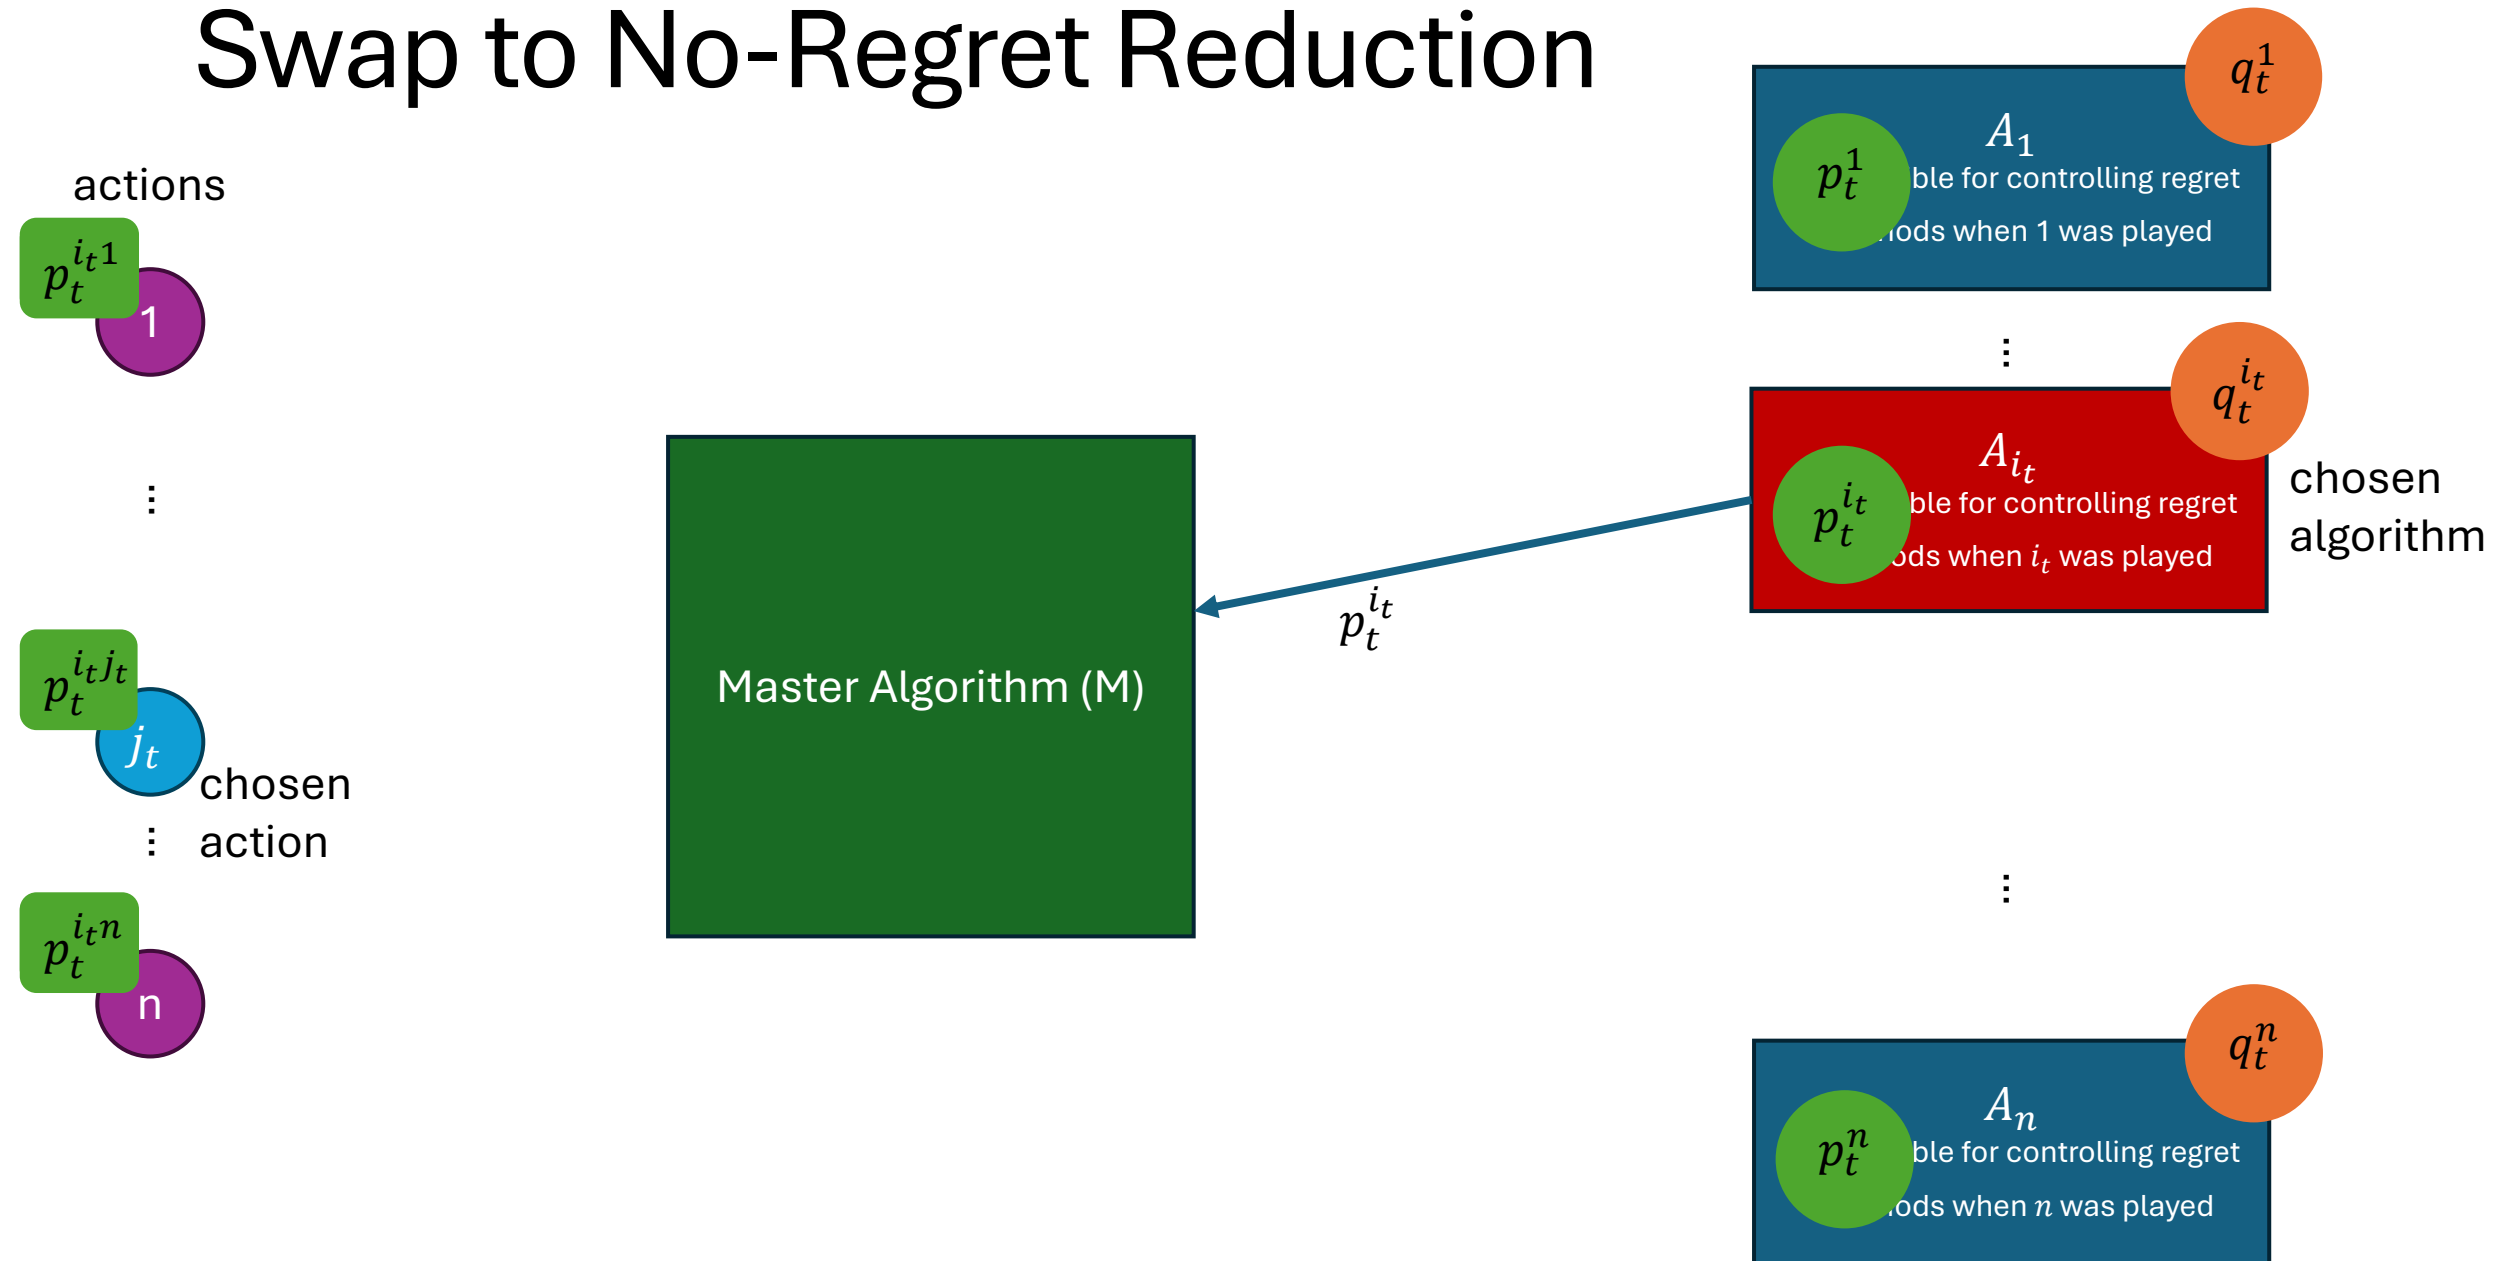 Swap to No-Regret Reduction
actions
$p_t^{i_t 1}$
1
⋮
$p_t^{i_t j_t}$
$j_t$
chosen
action
⋮
$p_t^{i_t n}$
n
Master Algorithm (M)
$p_t^{i_t}$
$q_t^1$
$A_1$
$p_t^1$
ble for controlling regret
ods when 1 was played
⋮
$q_t^{i_t}$
$A_{i_t}$
$p_t^{i_t}$
ble for controlling regret
ods when $i_t$ was played
chosen
algorithm
⋮
$q_t^n$
$A_n$
$p_t^n$
ble for controlling regret
ods when $n$ was played